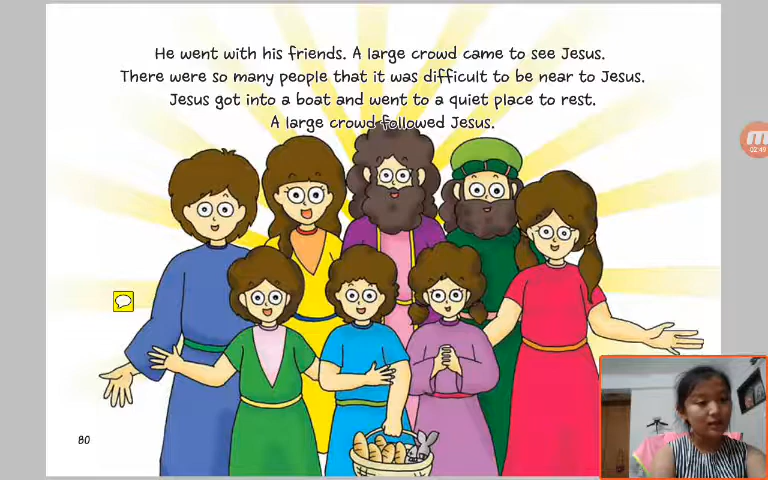 He went with his friends. A large crowd came to see Jesus.
There were so many people that it was difficult to be near to Jesus.
Jesus got into a boat and went to a quiet place to rest.
A large crowd followed Jesus.
80
M
02:49